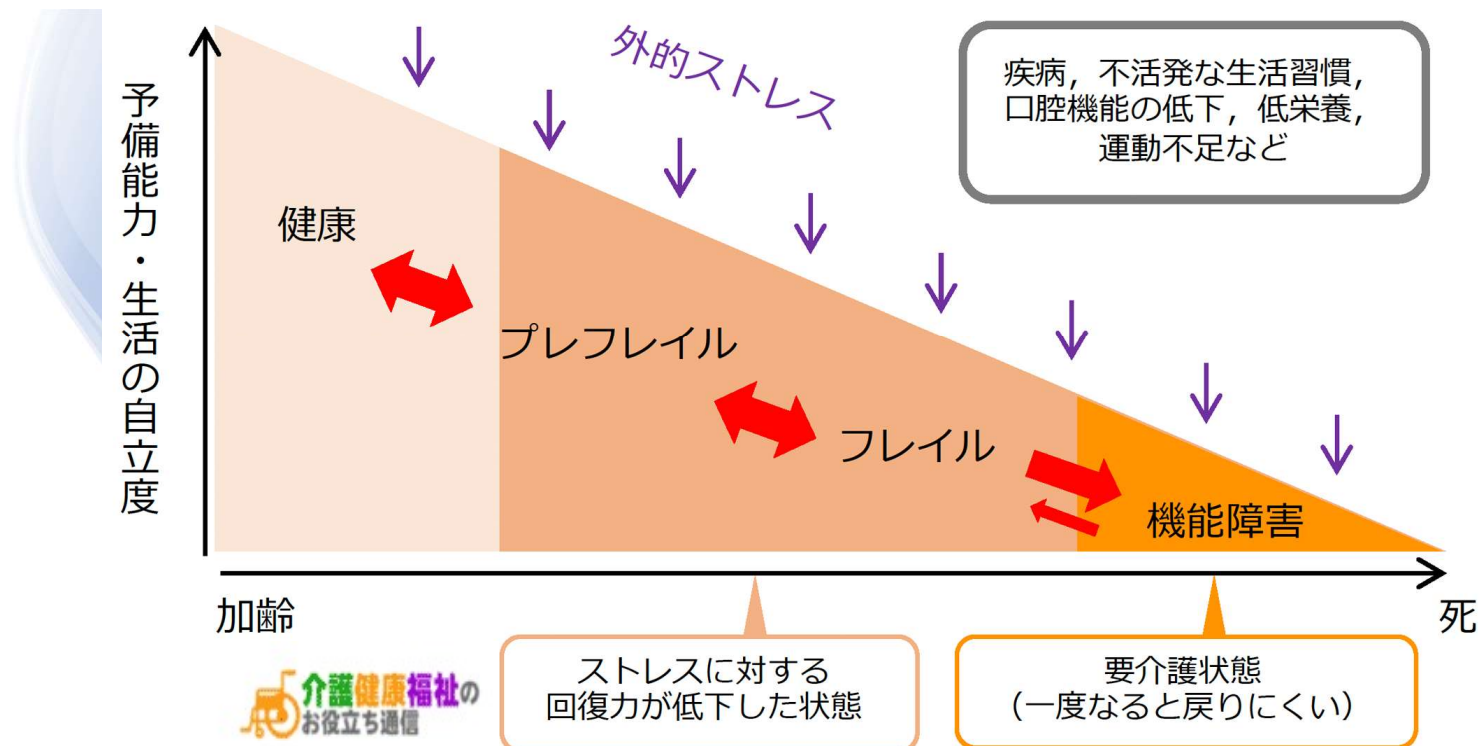 予備能力・生活の自立度
外的ストレス
疾病，不活発な生活習慣，
口腔機能の低下，低栄養，
運動不足など
健康
プレフレイル
フレイル
機能障害
加齢
死
ストレスに対する
回復力が低下した状態
要介護状態
（一度なると戻りにくい）
介護健康福祉の
お役立ち通信